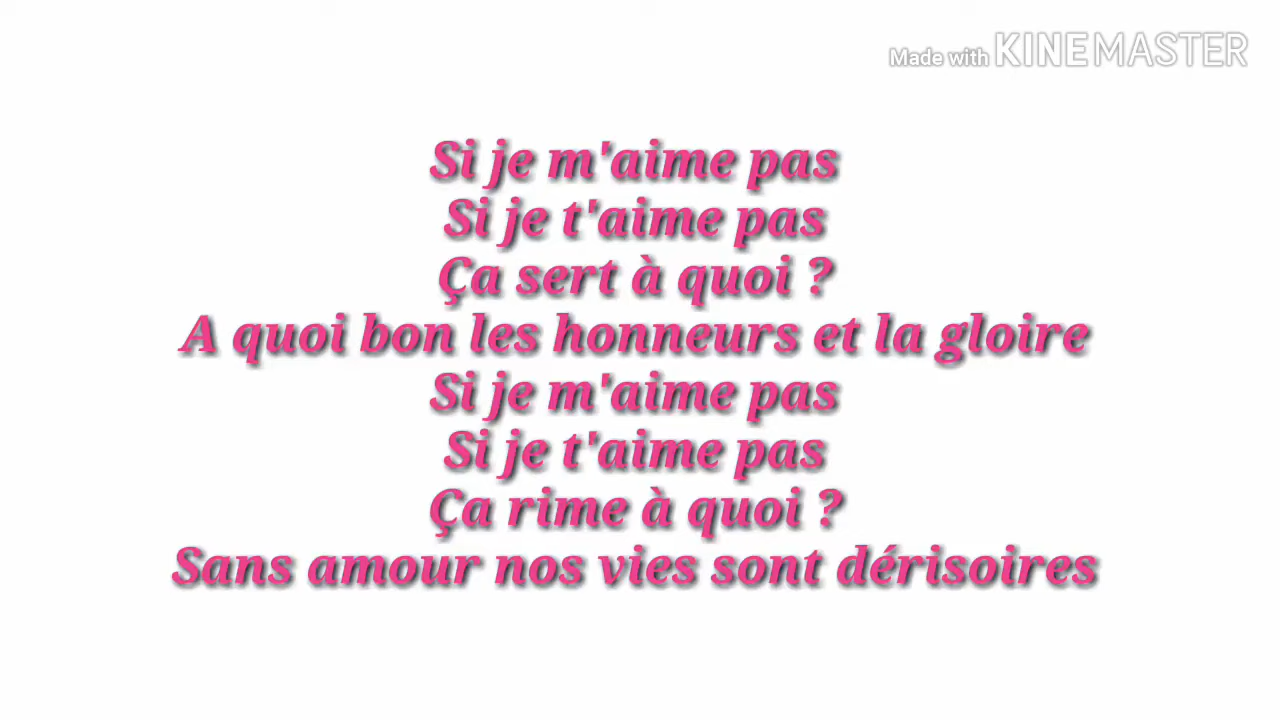 Made with KINEMASTER
Si je m'aime pas
Si je t'aime pas
Ça sert à quoi ?
A quoi bon les honneurs et la gloire
Si je m'aime pas
Si je t'aime pas
Ça rime à quoi ?
Sans amour nos vies sont dérisoires